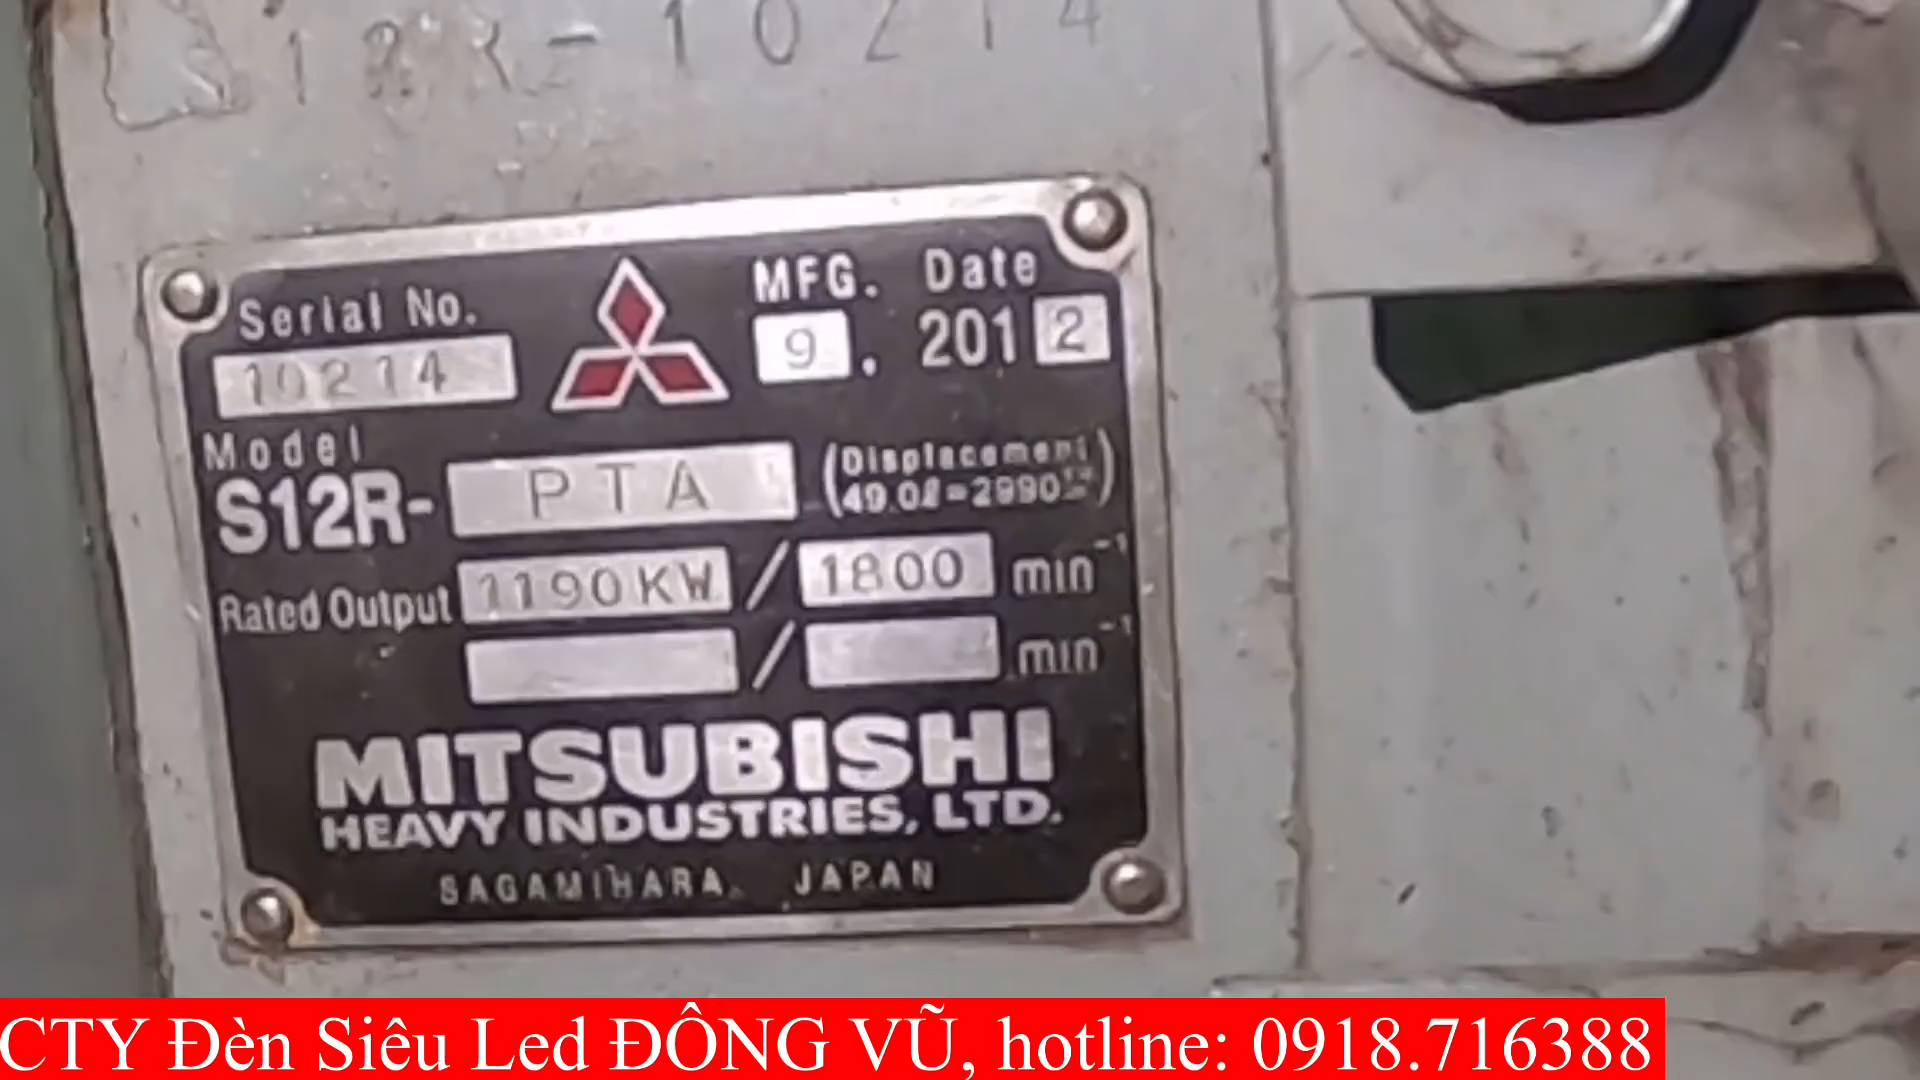 S12R-10214
Serial No.
MFG. Date
10214
9. 2012
Model
S12R-PTA
(Displacement
49.0ℓ=2990
Rated Output 1190KW / 1800 min⁻¹
/ min⁻¹
MITSUBISHI
HEAVY INDUSTRIES, LTD.
SAGAMIHARA, JAPAN
CTY Đèn Siêu Led ĐÔNG VŨ, hotline: 0918.716388